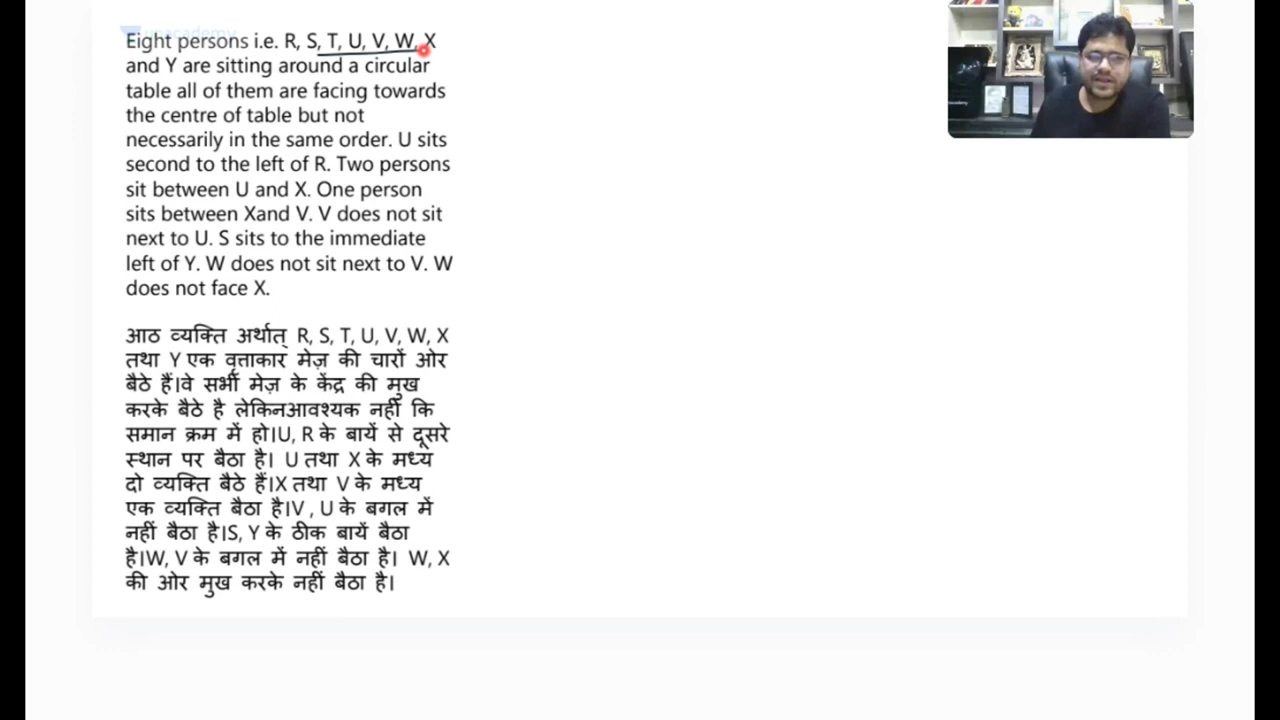 unacademy
Eight persons i.e. R, S, T, U, V, W, X
and Y are sitting around a circular
table all of them are facing towards
the centre of table but not
necessarily in the same order. U sits
second to the left of R. Two persons
sit between U and X. One person
sits between Xand V. V does not sit
next to U. S sits to the immediate
left of Y. W does not sit next to V. W
does not face X.
आठ व्यक्ति अर्थात् R, S, T, U, V, W, X
तथा Y एक वृत्ताकार मेज़ की चारों ओर
बैठे हैं।वे सभी मेज़ के केंद्र की मुख
करके बैठे है लेकिनआवश्यक नहीं कि
समान क्रम में हो।U, R के बायें से दूसरे
स्थान पर बैठा है। U तथा X के मध्य
दो व्यक्ति बैठे हैं।X तथा V के मध्य
एक व्यक्ति बैठा है।V , U के बगल में
नहीं बैठा है।S, Y के ठीक बायें बैठा
है।W, V के बगल में नहीं बैठा है। W, X
की ओर मुख करके नहीं बैठा है।